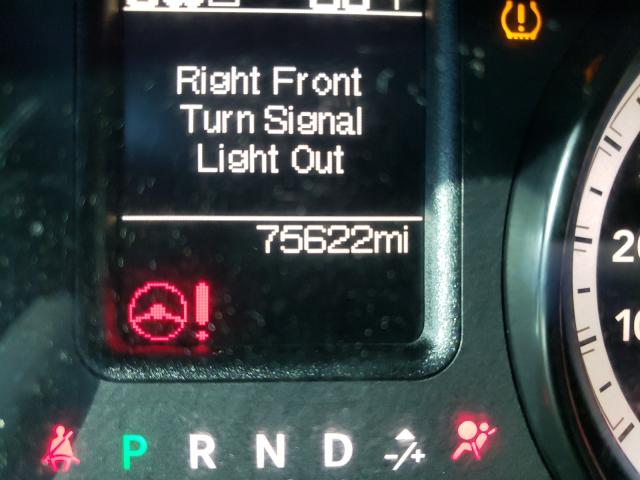 Right Front
Turn Signal
Light Out
75622mi
P R N D -/+